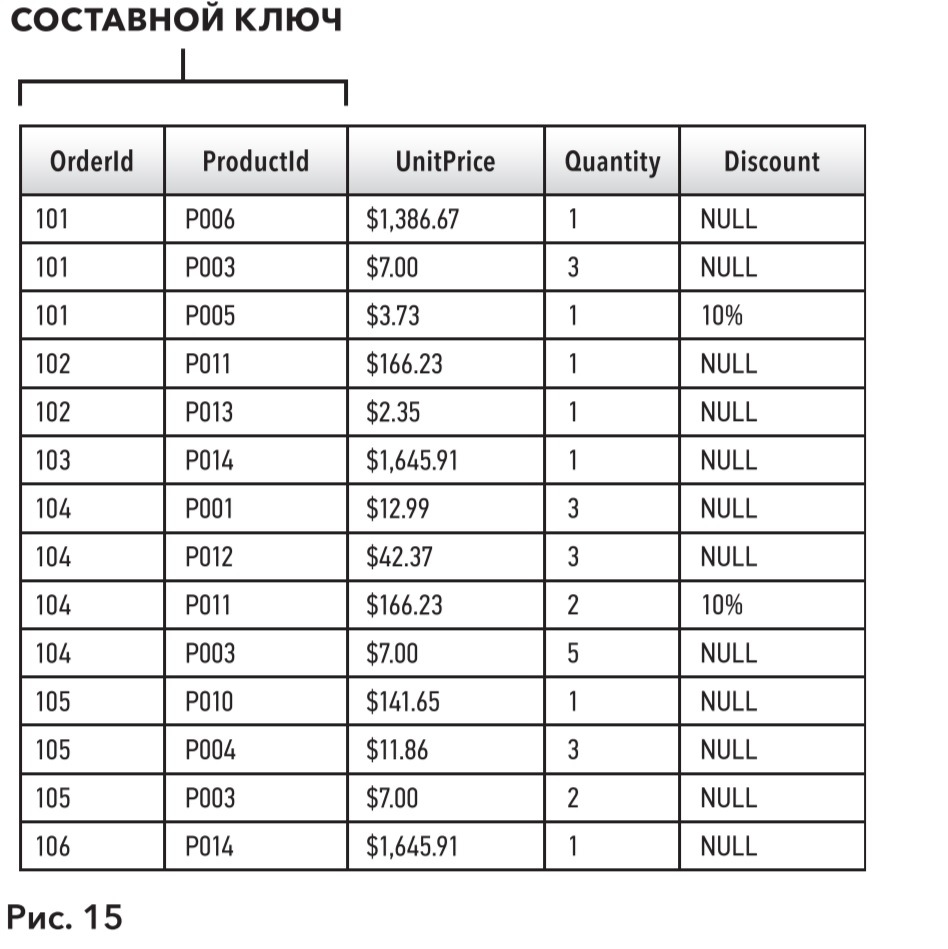 СОСТАВНОЙ КЛЮЧ
OrderId ProductId UnitPrice Quantity Discount
101 P006 $1,386.67 1 NULL
101 P003 $7.00 3 NULL
101 P005 $3.73 1 10%
102 P011 $166.23 1 NULL
102 P013 $2.35 1 NULL
103 P014 $1,645.91 1 NULL
104 P001 $12.99 3 NULL
104 P012 $42.37 3 NULL
104 P011 $166.23 2 10%
104 P003 $7.00 5 NULL
105 P010 $141.65 1 NULL
105 P004 $11.86 3 NULL
105 P003 $7.00 2 NULL
106 P014 $1,645.91 1 NULL
Рис. 15